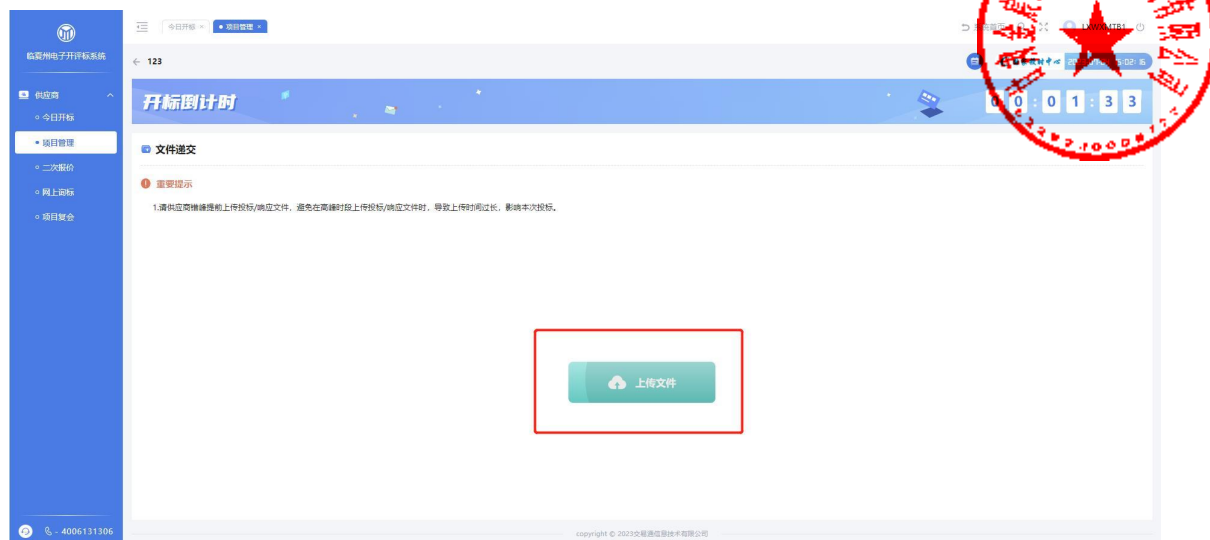 临夏州电子开评标系统
供应商
今日开标
项目管理
二次报价
网上询标
项目复会
- 4006131306
今日开标 ×
项目管理 ×
LXWXMTB1
← 123
开标倒计时
0 0 : 0 1 : 3 3
文件递交
重要提示
1.请供应商错峰提前上传投标/响应文件，避免在高峰时段上传投标/响应文件时，导致上传时间过长，影响本次投标。
上传文件
copyright © 2023交易通信息技术有限公司